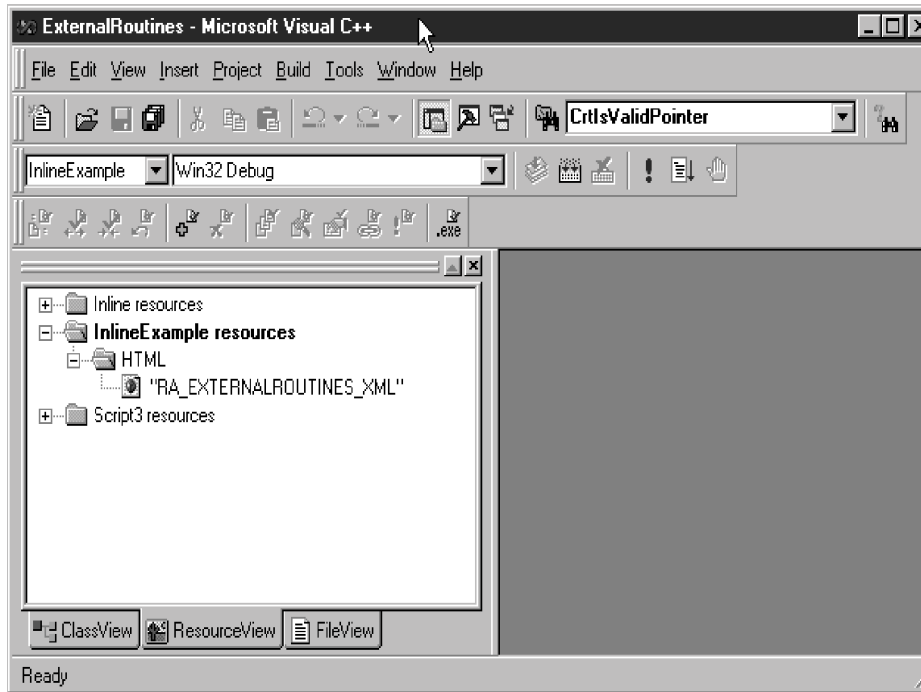 ExternalRoutines - Microsoft Visual C++
File Edit View Insert Project Build Tools Window Help
CrtIsValidPointer
InlineExample Win32 Debug
.exe
Inline resources
InlineExample resources
HTML
"RA_EXTERNALROUTINES_XML"
Script3 resources
ClassView ResourceView FileView
Ready